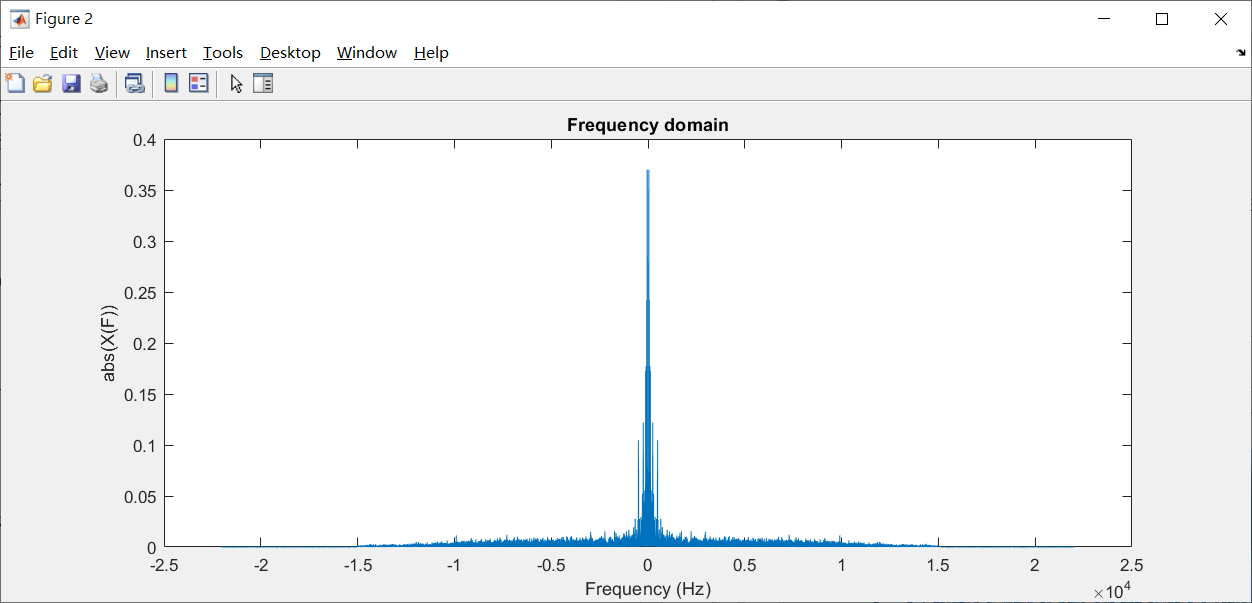 Figure 2
File Edit View Insert Tools Desktop Window Help
Frequency domain
0.4
0.35
0.3
0.25
0.2
0.15
0.1
0.05
0
abs(X(F))
-2.5 -2 -1.5 -1 -0.5 0 0.5 1 1.5 2 2.5
Frequency (Hz)
×10⁴